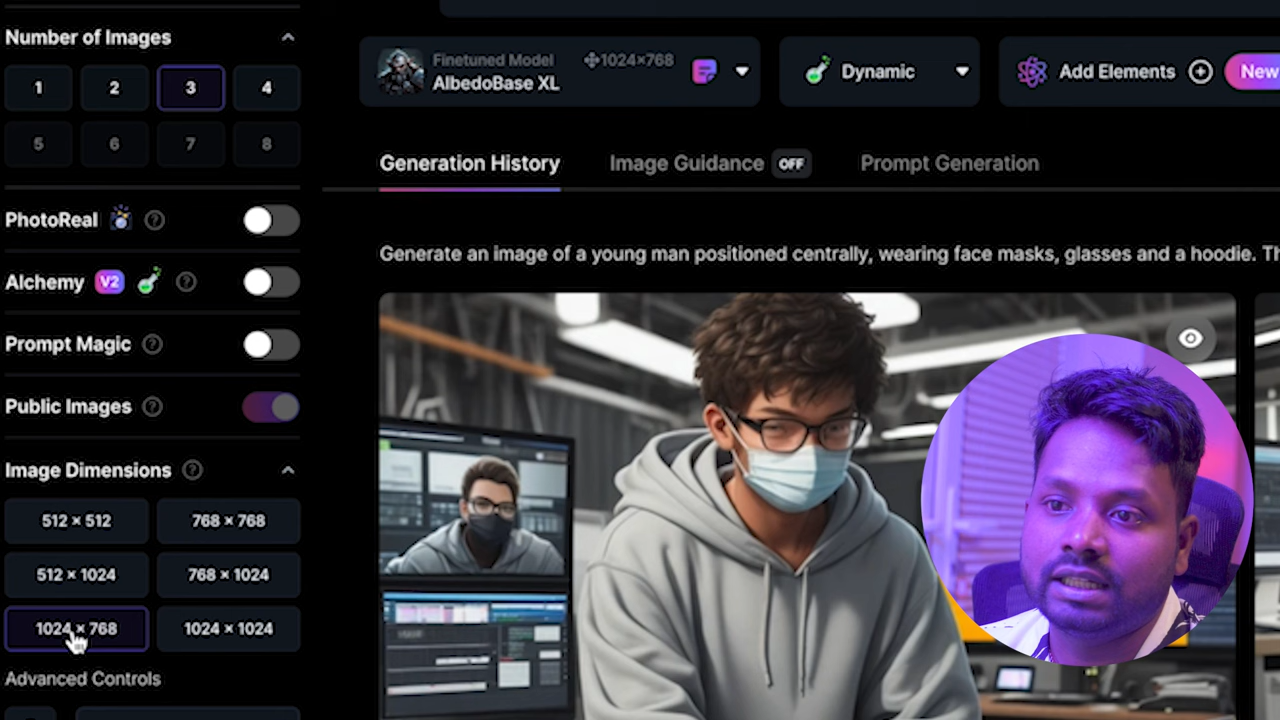 Number of Images
1 2 3 4
5 6 7 8
PhotoReal
Alchemy V2
Prompt Magic
Public Images
Image Dimensions
512 × 512 768 × 768
512 × 1024 768 × 1024
1024 × 768 1024 × 1024
Advanced Controls
Finetuned Model 1024×768
AlbedoBase XL
Dynamic
Add Elements New
Generation History Image Guidance OFF Prompt Generation
Generate an image of a young man positioned centrally, wearing face masks, glasses and a hoodie. Th